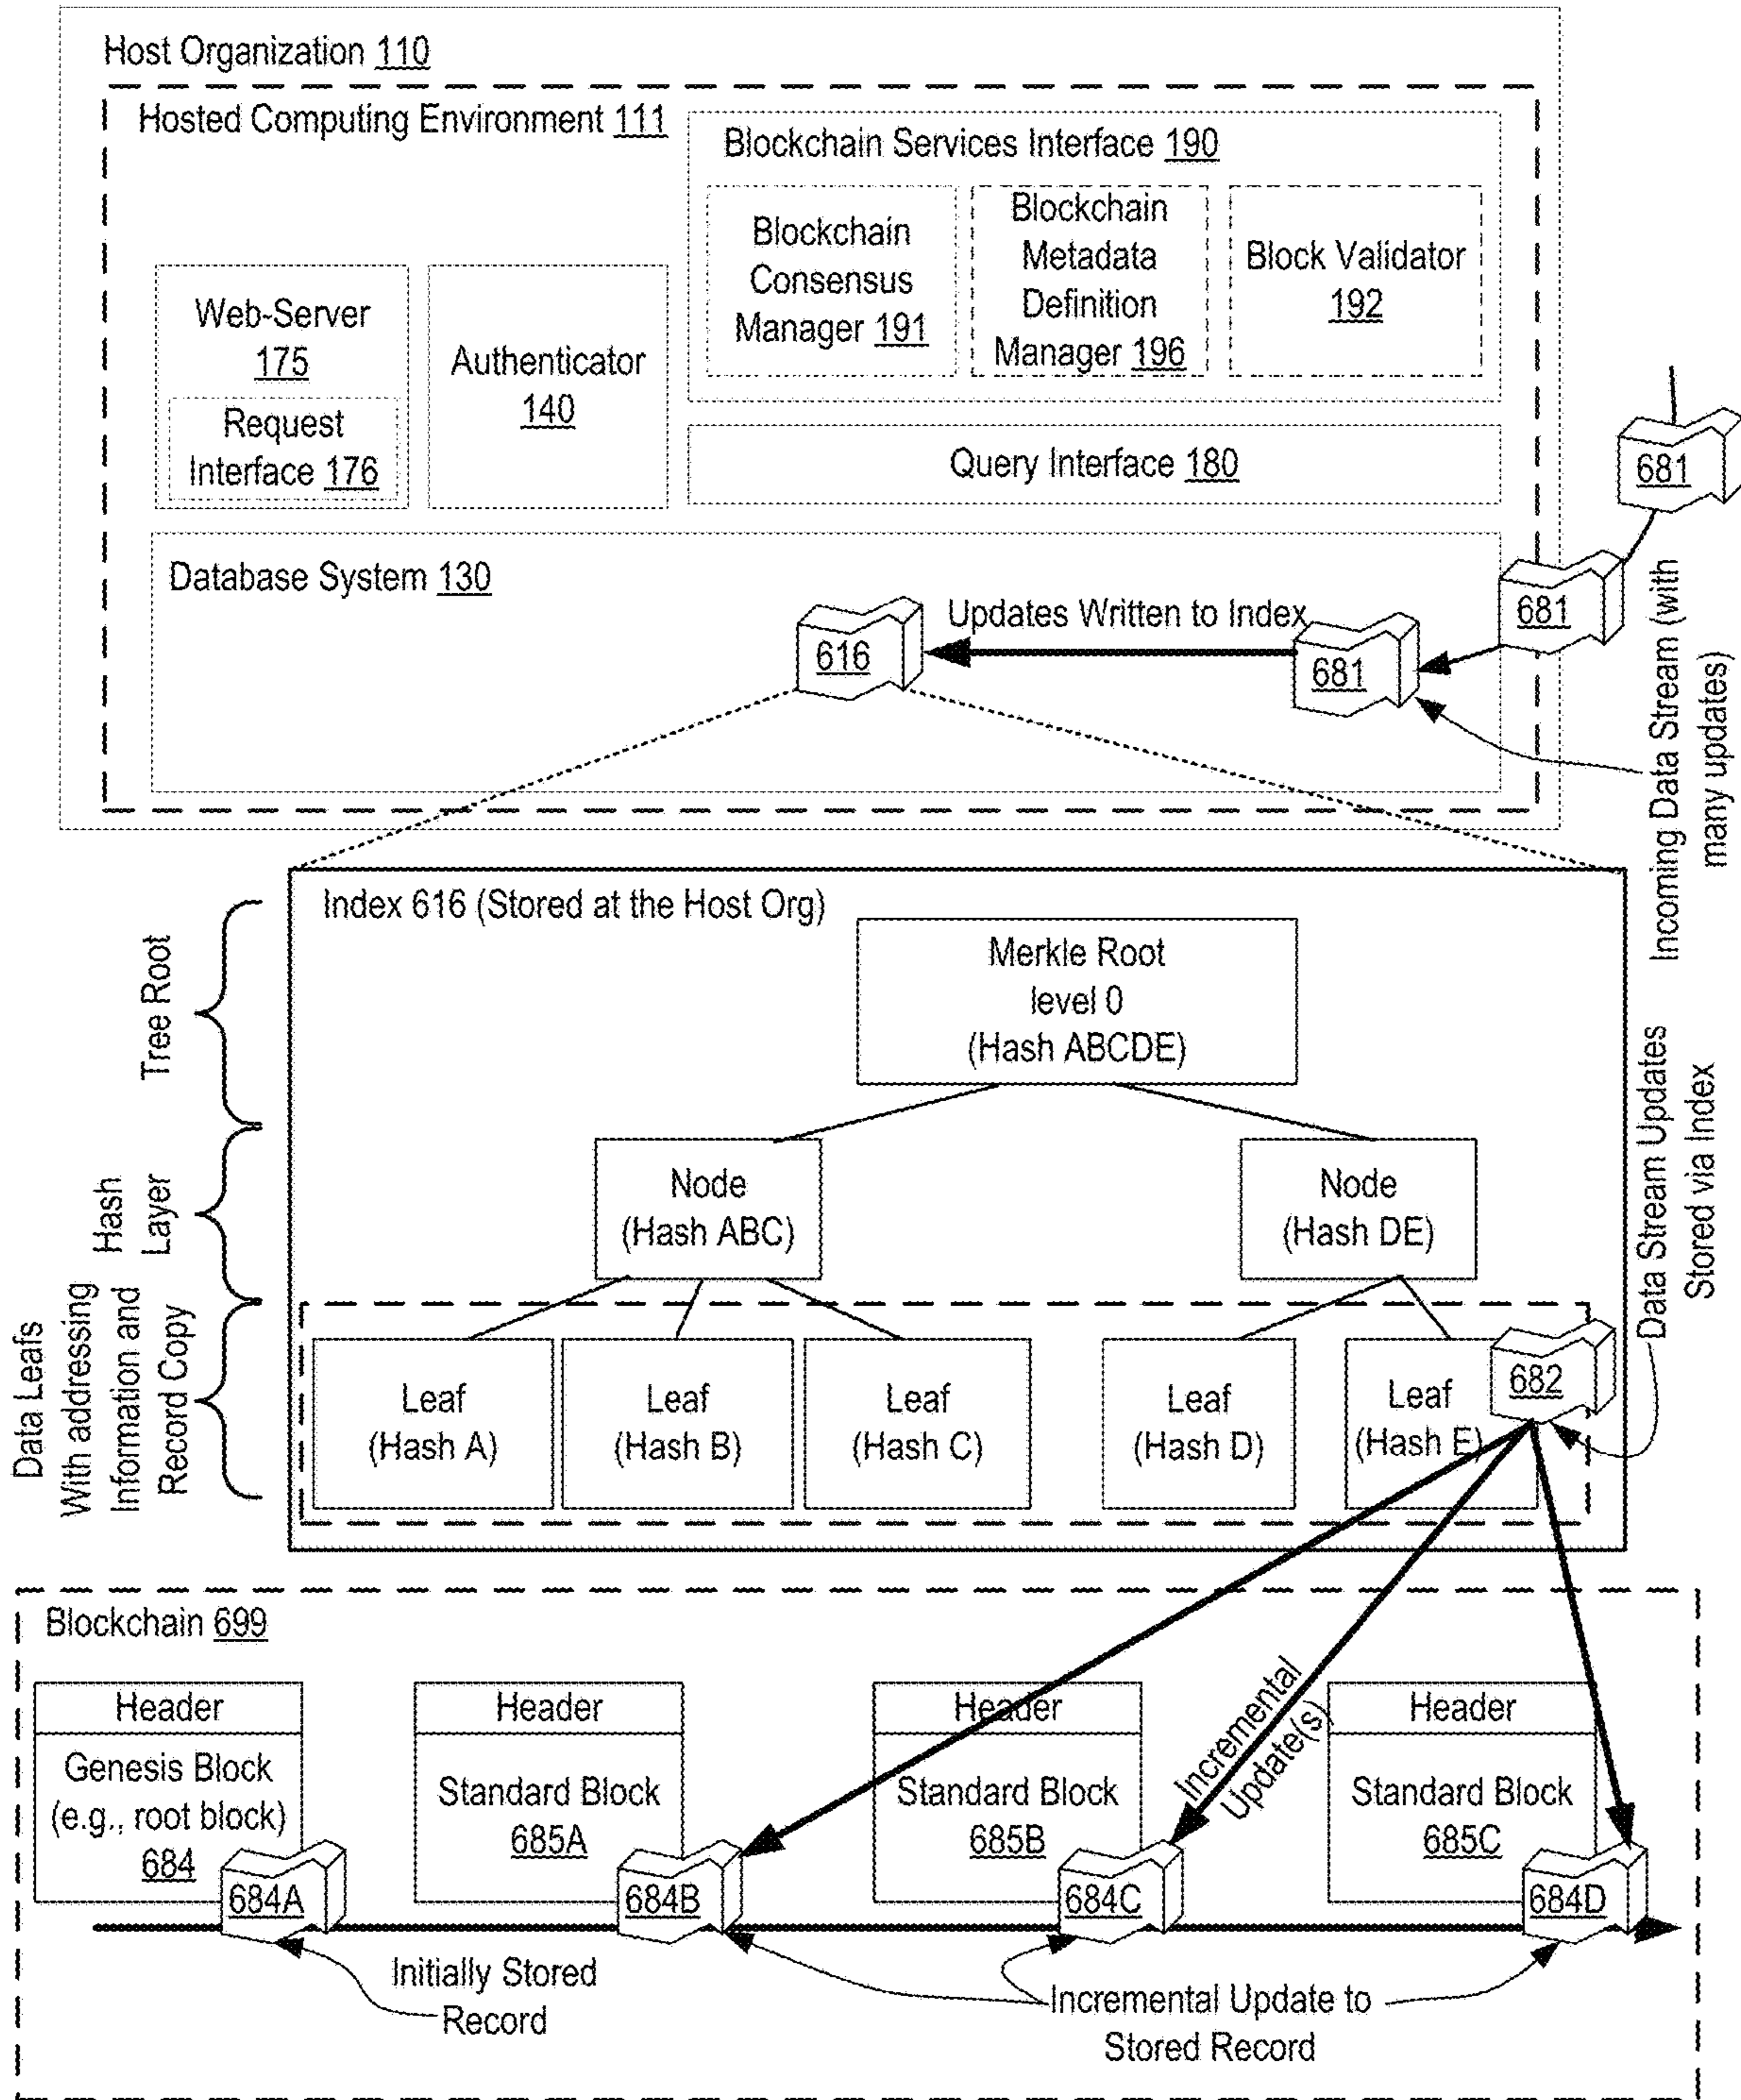 Host Organization 110
Hosted Computing Environment 111
Blockchain Services Interface 190
Blockchain
Consensus
Manager 191
Blockchain
Metadata
Definition
Manager 196
Block Validator
192
Web-Server
175
Request
Interface 176
Authenticator
140
Query Interface 180
681
681
681
Database System 130
Updates Written to Index
616
Incoming Data Stream (with
many updates)
Index 616 (Stored at the Host Org)
Tree Root
Merkle Root
level 0
(Hash ABCDE)
Data Stream Updates
Stored via Index
Hash
Layer
Node
(Hash ABC)
Node
(Hash DE)
Data Leafs
With addressing
Information and
Record Copy
Leaf
(Hash A)
Leaf
(Hash B)
Leaf
(Hash C)
Leaf
(Hash D)
Leaf
(Hash E)
682
Blockchain 699
Header
Genesis Block
(e.g., root block)
684
684A
Header
Standard Block
685A
684B
Header
Standard Block
685B
684C
Incremental
Update(s)
Header
Standard Block
685C
684D
Initially Stored
Record
Incremental Update to
Stored Record